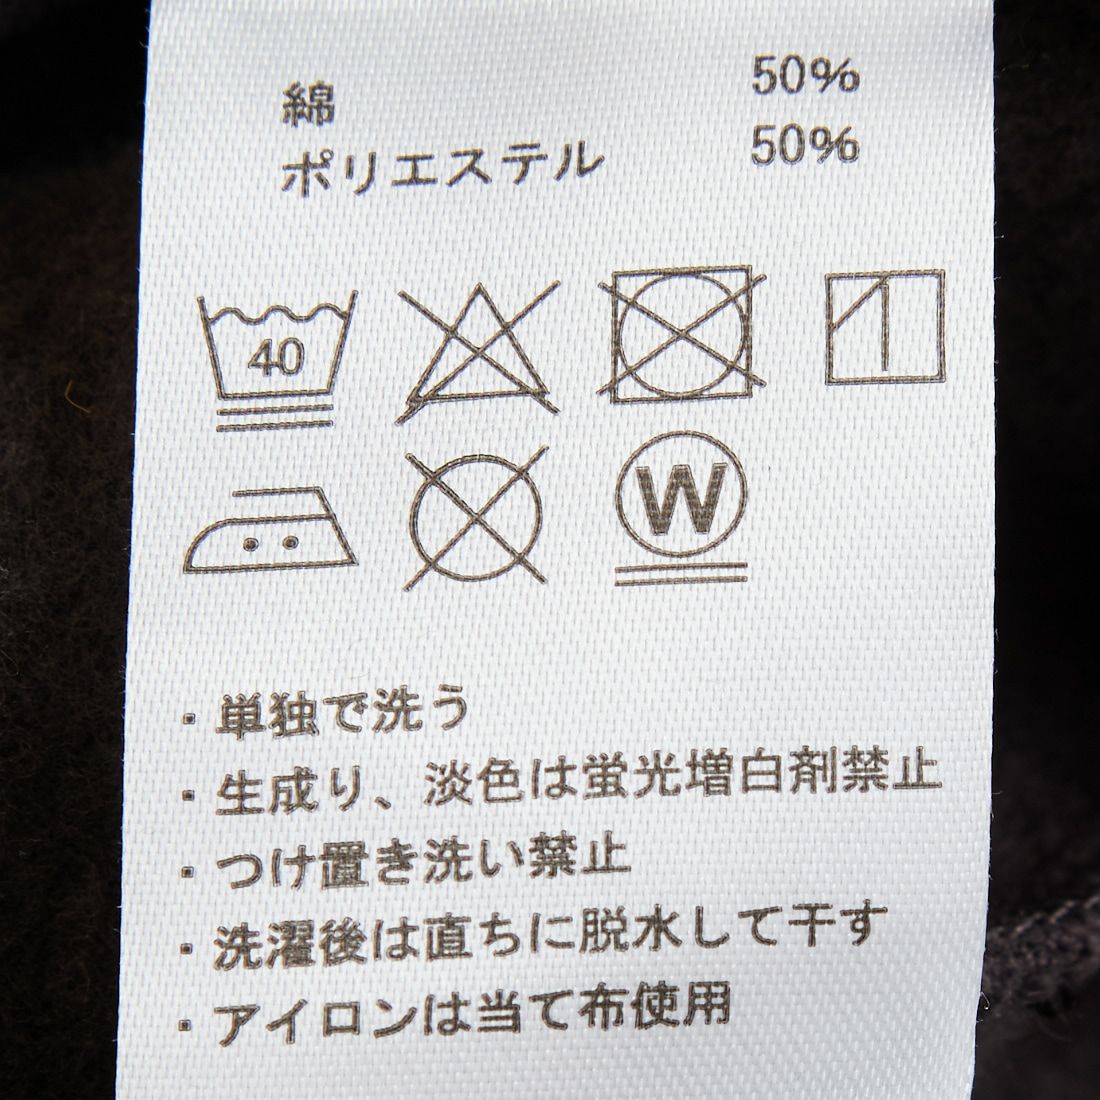 綿 50%
ポリエステル 50%
40
W
・単独で洗う
・生成り、淡色は蛍光増白剤禁止
・つけ置き洗い禁止
・洗濯後は直ちに脱水して干す
・アイロンは当て布使用